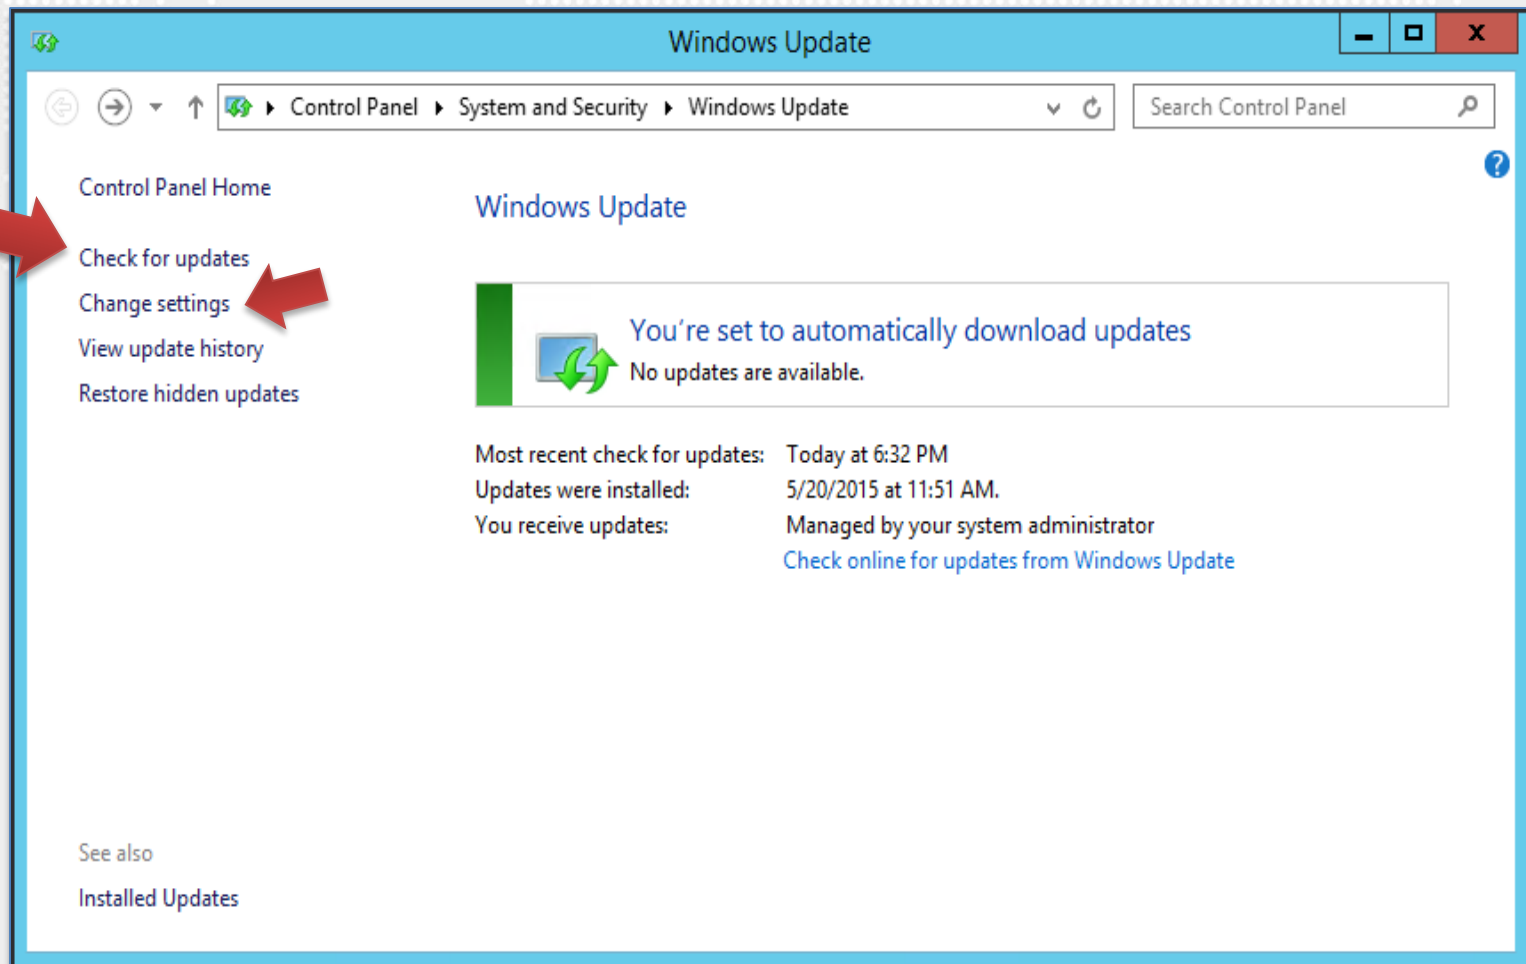 Windows Update
Control Panel System and Security Windows Update
Search Control Panel
Control Panel Home
Check for updates
Change settings
View update history
Restore hidden updates
Windows Update
You're set to automatically download updates
No updates are available.
Most recent check for updates: Today at 6:32 PM
Updates were installed: 5/20/2015 at 11:51 AM.
You receive updates: Managed by your system administrator
Check online for updates from Windows Update
See also
Installed Updates